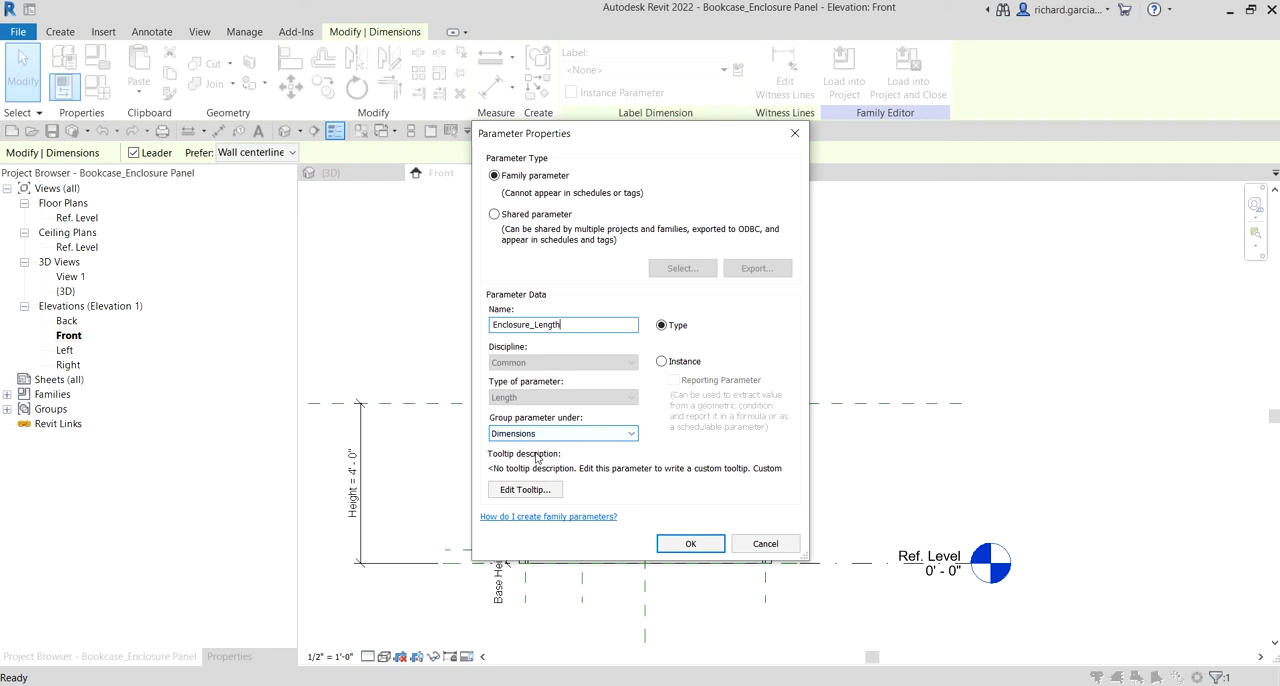 Autodesk Revit 2022 - Bookcase_Enclosure Panel - Elevation: Front
richard.garcia...
File Create Insert Annotate View Manage Add-Ins Modify | Dimensions
Label:
Cut
<None>
Modify
Paste
Join
Edit Load into Load into
Instance Parameter
Witness Lines Project Project and Close
Select Properties Clipboard Geometry Modify Measure Create Label Dimension Witness Lines Family Editor
Modify | Dimensions Leader Prefer: Wall centerline
Project Browser - Bookcase_Enclosure Panel
{3D} Front
Views (all)
Floor Plans
Ref. Level
Ceiling Plans
Ref. Level
3D Views
View 1
{3D}
Elevations (Elevation 1)
Back
Front
Left
Right
Sheets (all)
Families
Groups
Revit Links
Parameter Properties
Parameter Type
Family parameter
(Cannot appear in schedules or tags)
Shared parameter
(Can be shared by multiple projects and families, exported to ODBC, and
appear in schedules and tags)
Select... Export...
Parameter Data
Name:
Enclosure_Length
Type
Discipline:
Common
Instance
Type of parameter:
Reporting Parameter
Length
(Can be used to extract value
from a geometric condition
and report it in a formula or as
a schedulable parameter)
Group parameter under:
Dimensions
Tooltip description:
<No tooltip description. Edit this parameter to write a custom tooltip. Custom
Edit Tooltip...
How do I create family parameters?
OK Cancel
Height = 4' - 0"
Base He
Ref. Level
0' - 0"
Project Browser - Bookcase_Enclosure Panel Properties
1/2" = 1'-0"
Ready
:1